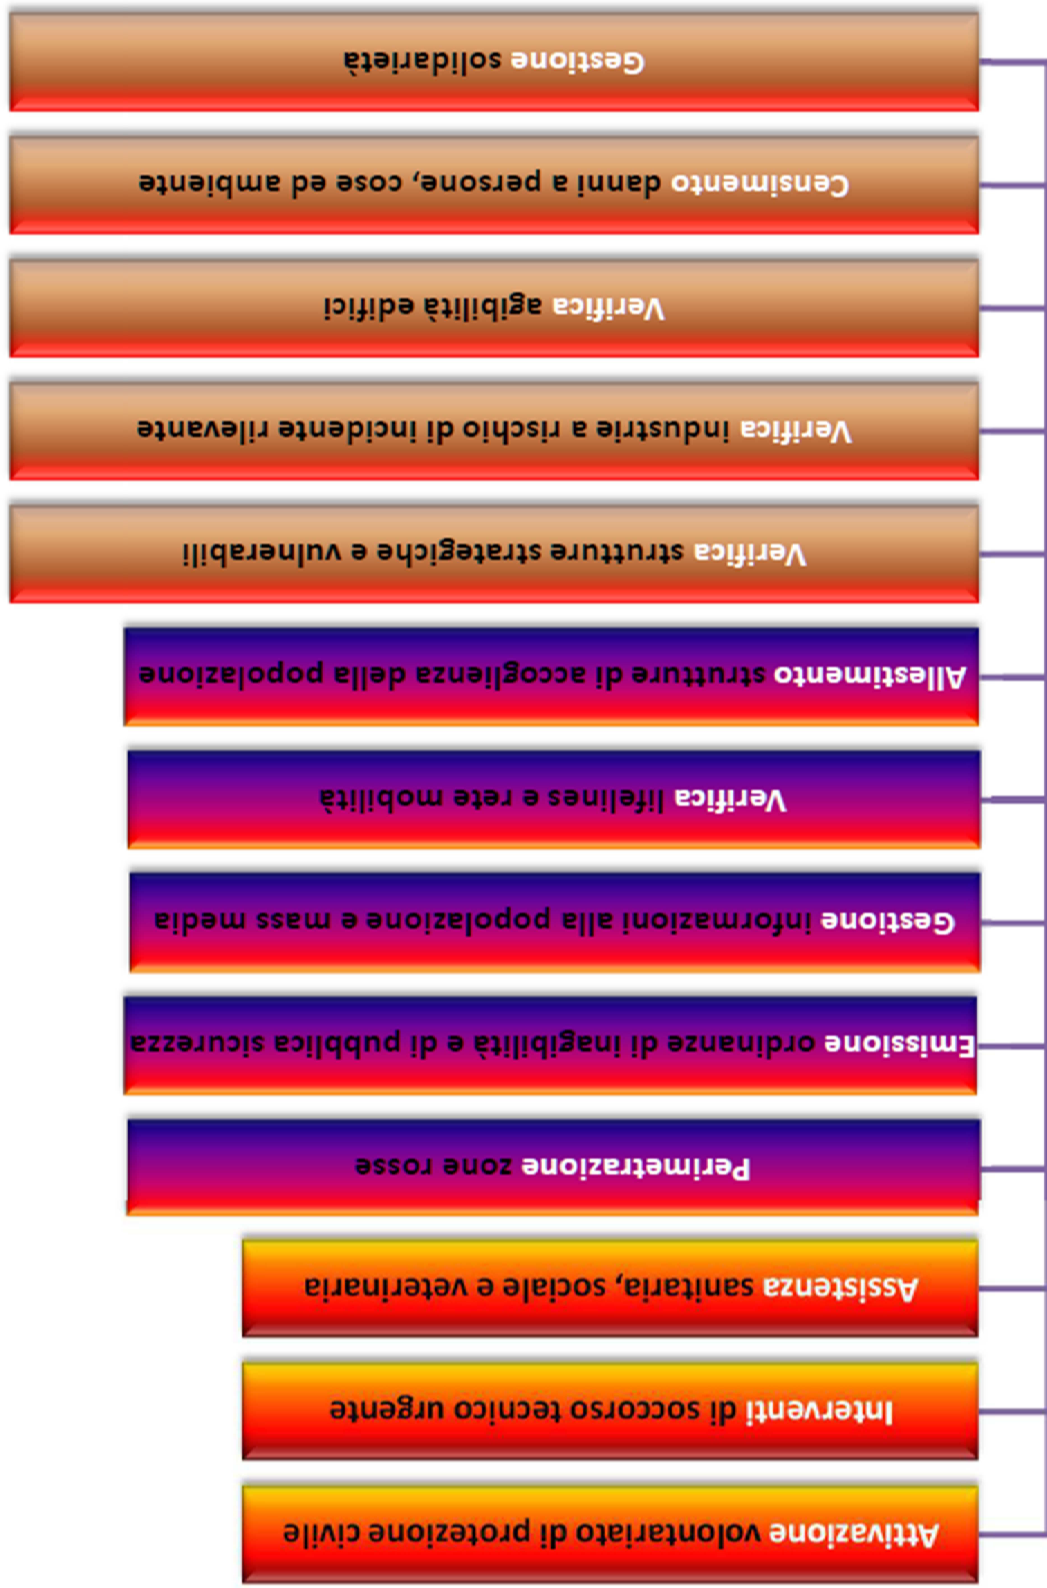 Attivazione volontariato di protezione civile
Interventi di soccorso tecnico urgente
Assistenza sanitaria, sociale e veterinaria
Perimetrazione zone rosse
Emissione ordinanze di inagibilità e di pubblica sicurezza
Gestione informazioni alla popolazione e mass media
Verifica lifelines e rete mobilità
Allestimento strutture di accoglienza della popolazione
Verifica strutture strategiche e vulnerabili
Verifica industrie a rischio di incidente rilevante
Verifica agibilità edifici
Censimento danni a persone, cose ed ambiente
Gestione solidarietà